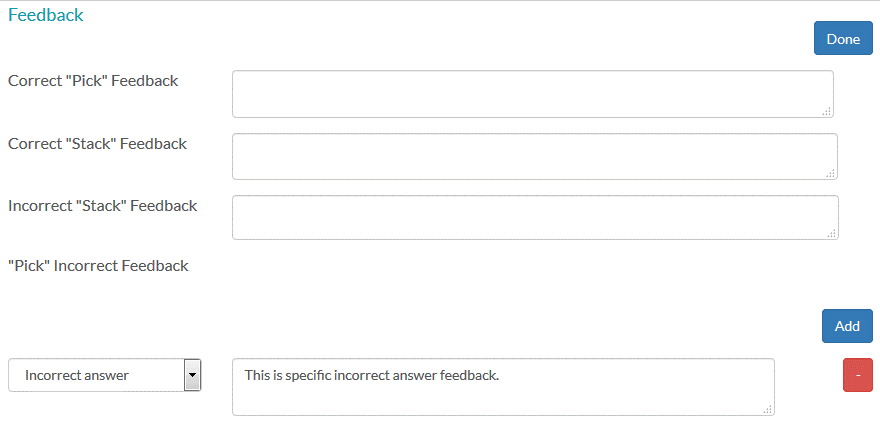 Feedback
Done
Correct "Pick" Feedback
Correct "Stack" Feedback
Incorrect "Stack" Feedback
"Pick" Incorrect Feedback
Add
Incorrect answer
This is specific incorrect answer feedback.
-